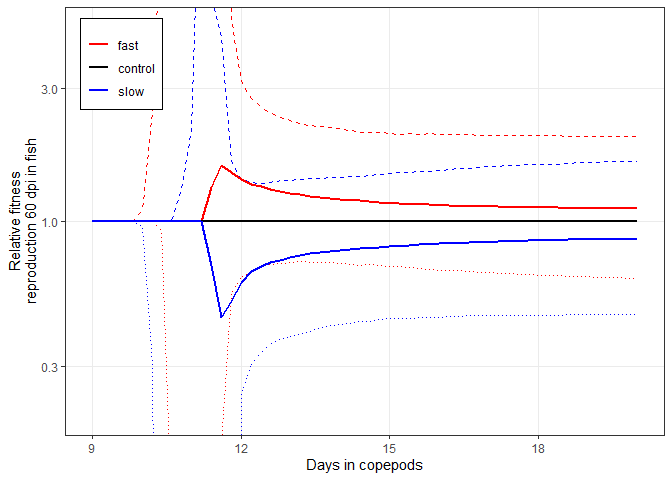 fast
control
slow
3.0
1.0
0.3
Relative fitness
reproduction 60 dpi in fish
9
12
15
18
Days in copepods